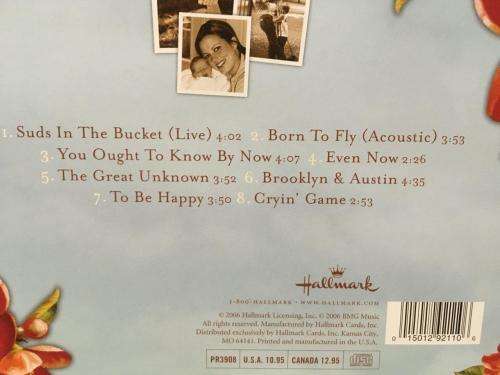 1. Suds In The Bucket (Live) 4:02 2. Born To Fly (Acoustic) 3:53
3. You Ought To Know By Now 4:07 4. Even Now 2:26
5. The Great Unknown 3:52 6. Brooklyn & Austin 4:35
7. To Be Happy 3:50 8. Cryin' Game 2:53
Hallmark
1-800-HALLMARK • WWW.HALLMARK.COM
© 2006 Hallmark Licensing, Inc. ℗ 2006 BMG Music
All rights reserved. Manufactured by Hallmark Cards, Inc.
Distributed exclusively by Hallmark Cards, Inc. Kansas City,
MO 64141. Printed and manufactured in the U.S.A.
PR3908 U.S.A. 10.95 CANADA 12.95
0 15012 92110 6